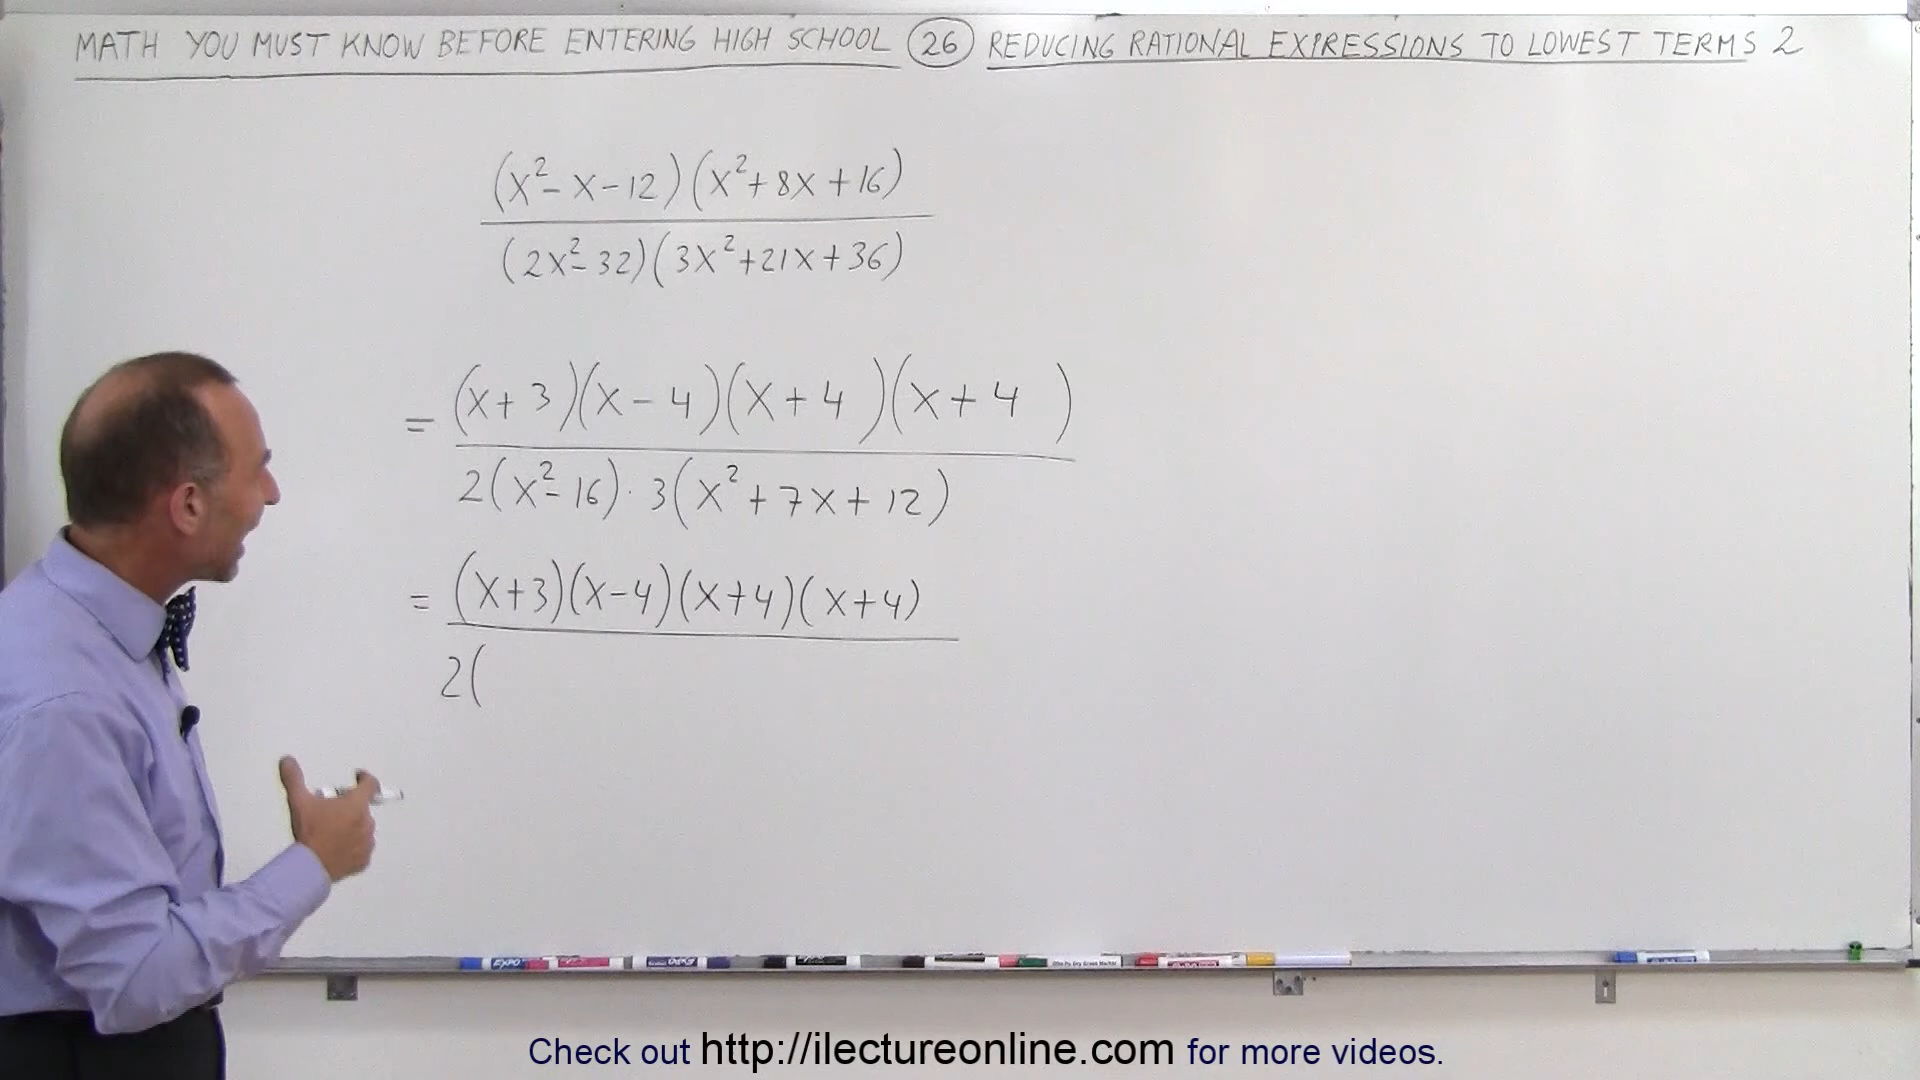 MATH YOU MUST KNOW BEFORE ENTERING HIGH SCHOOL 26 REDUCING RATIONAL EXPRESSIONS TO LOWEST TERMS 2
(x²-x-12)(x²+8x+16)
(2x²-32)(3x²+21x+36)
= (x+3)(x-4)(x+4)(x+4)
2(x²-16)·3(x²+7x+12)
= (x+3)(x-4)(x+4)(x+4)
2(
EXPO
Check out http://ilectureonline.com for more videos.